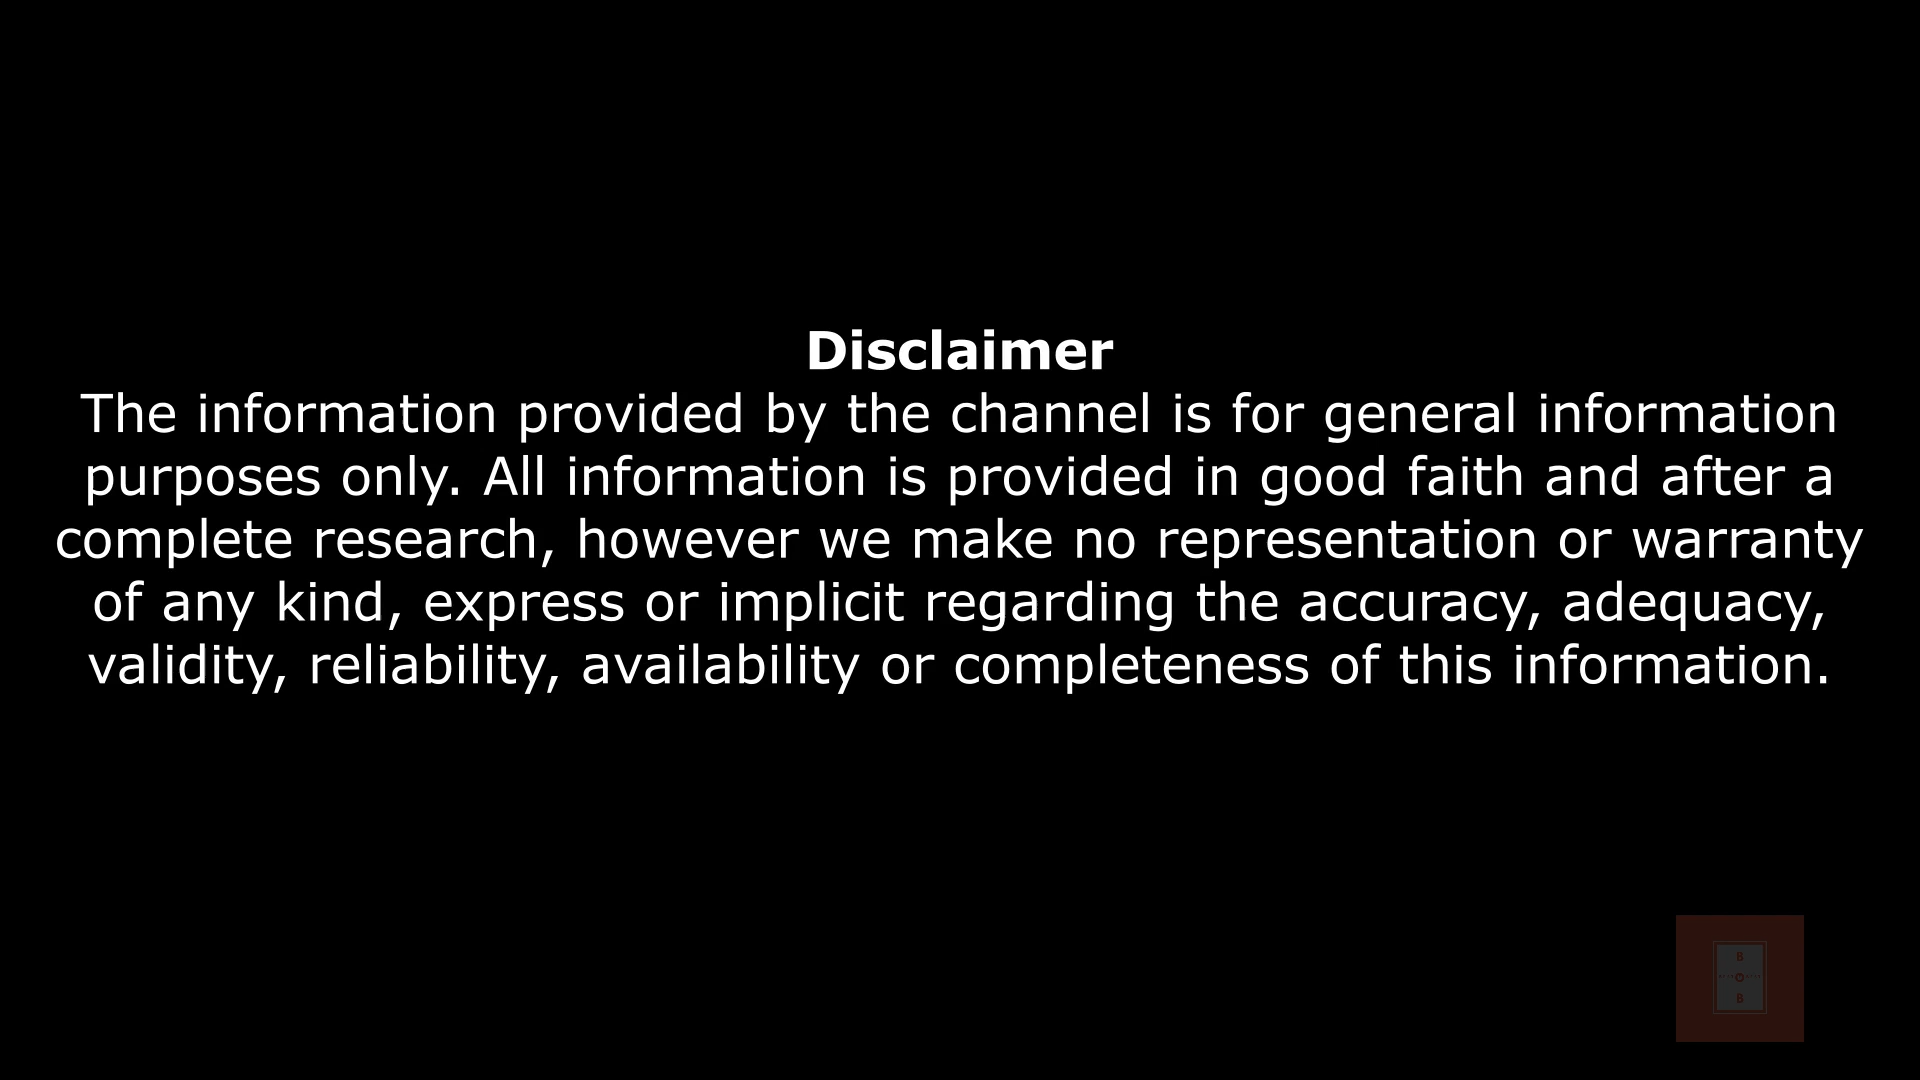 Disclaimer
The information provided by the channel is for general information
purposes only. All information is provided in good faith and after a
complete research, however we make no representation or warranty
of any kind, express or implicit regarding the accuracy, adequacy,
validity, reliability, availability or completeness of this information.
B
B